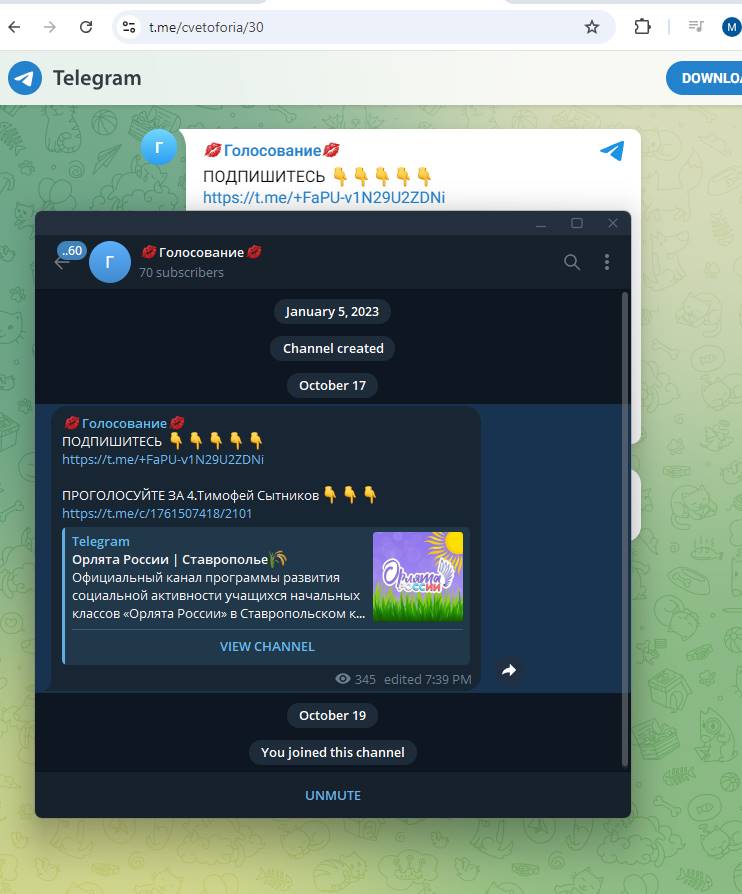 t.me/cvetoforia/30
M
Telegram
Г
💋Голосование💋
ПОДПИШИТЕСЬ 👇👇👇👇👇
https://t.me/+FaPU-v1N29U2ZDNi
..60
Г
💋Голосование💋
70 subscribers
January 5, 2023
Channel created
October 17
💋Голосование💋
ПОДПИШИТЕСЬ 👇👇👇👇👇
https://t.me/+FaPU-v1N29U2ZDNi
ПРОГОЛОСУЙТЕ ЗА 4.Тимофей Сытников👇👇👇
https://t.me/c/1761507418/2101
Telegram
Орлята России | Ставрополье🌾
Официальный канал программы развития
социальной активности учащихся начальных
классов «Орлята России» в Ставропольском к...
Орлята
РОССИИ
VIEW CHANNEL
345 edited 7:39 PM
October 19
You joined this channel
UNMUTE